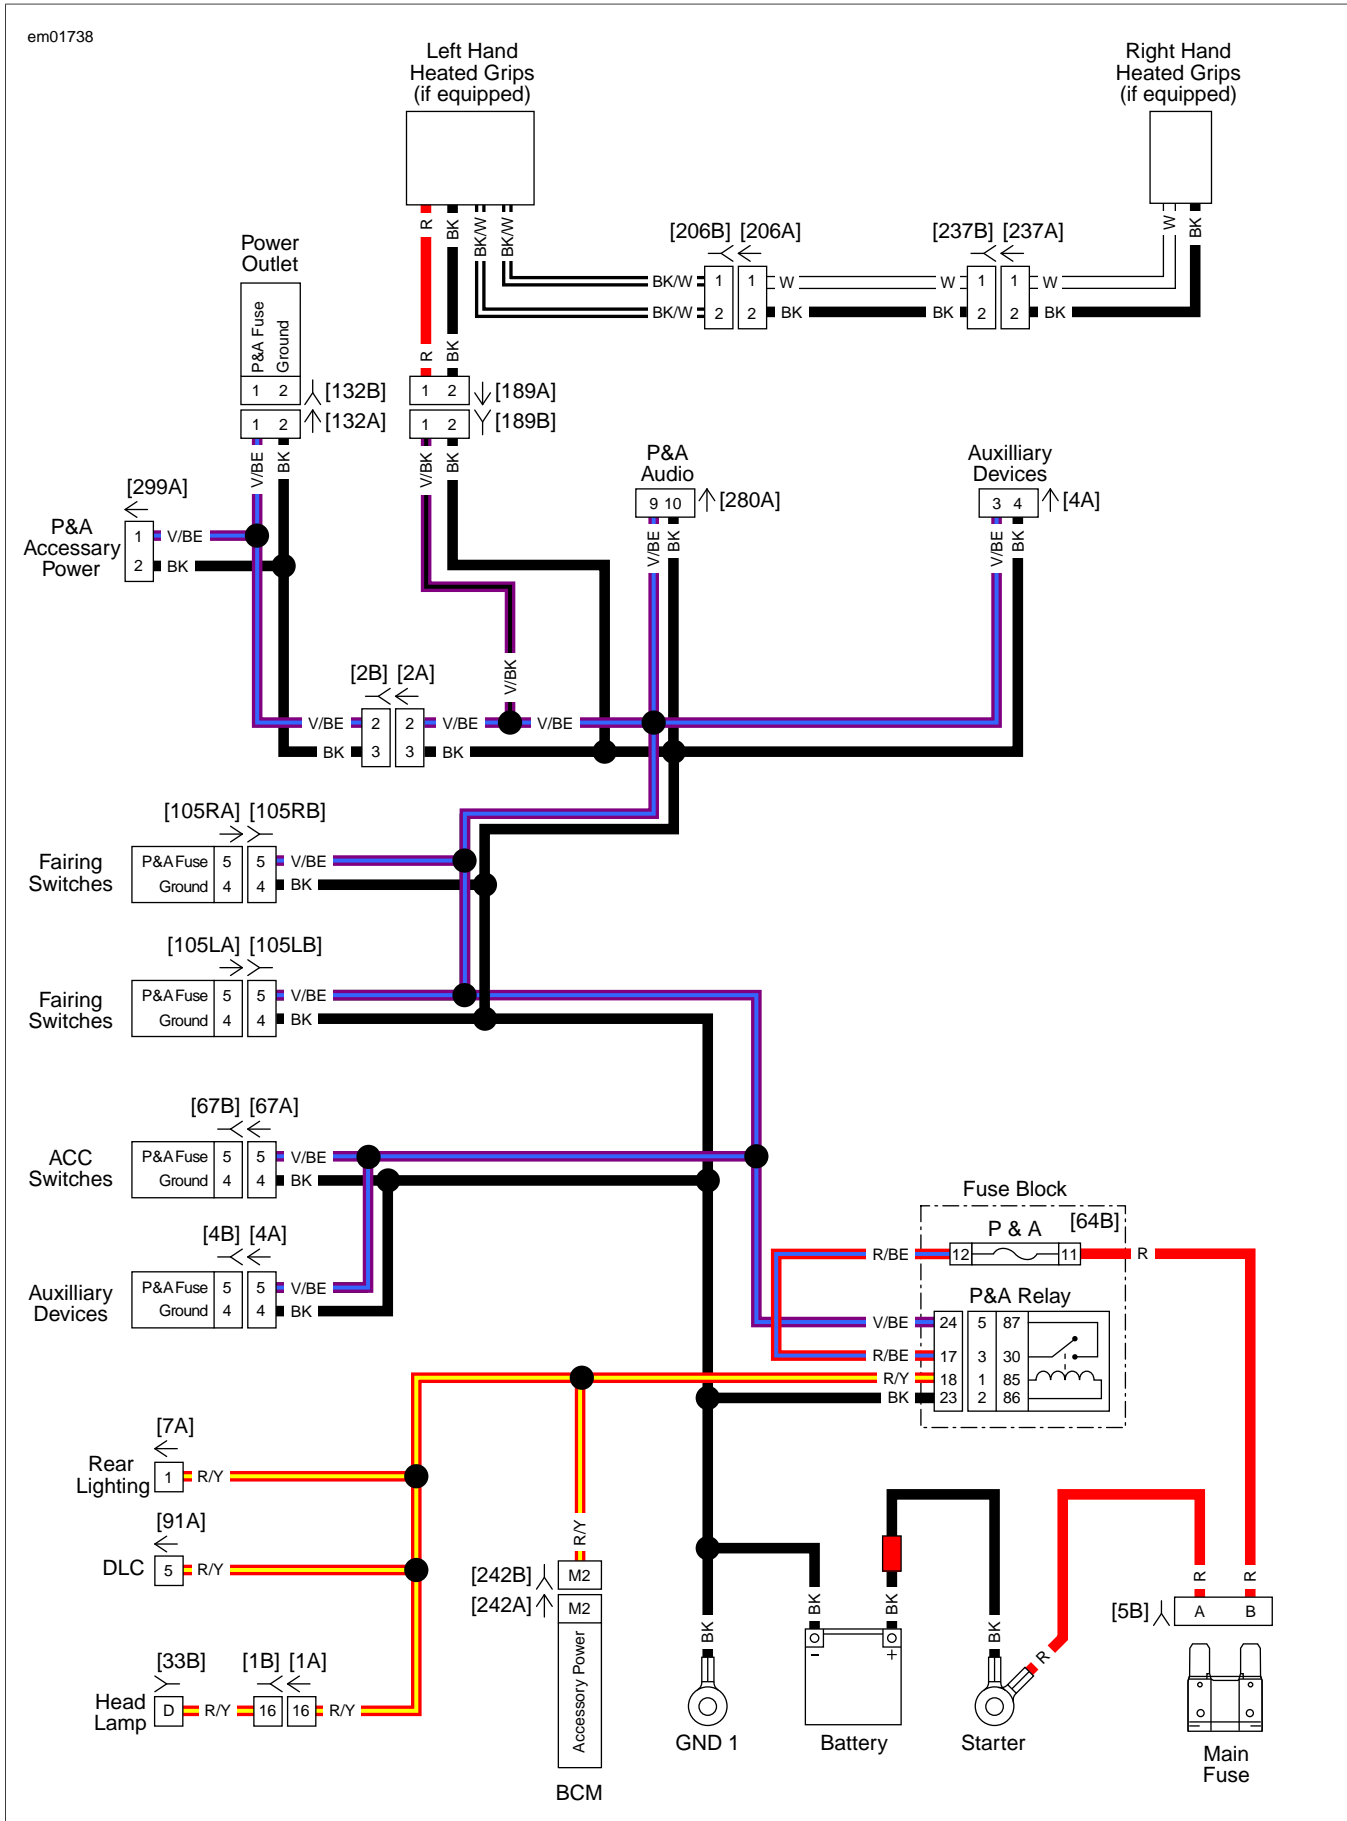 em01738
Left Hand
Heated Grips
(if equipped)
Right Hand
Heated Grips
(if equipped)
R
BK
BK/W
BK/W
W
BK
[206B] [206A]
[237B] [237A]
BK/W 1 1 W W 1 1 W
BK/W 2 2 BK BK 2 2 BK
Power
Outlet
P&A Fuse
Ground
R
BK
1 2 [132B]
1 2 [132A]
1 2 [189A]
1 2 [189B]
V/BE
BK
V/BK
BK
P&A
Audio
9 10 [280A]
V/BE
BK
Auxilliary
Devices
3 4 [4A]
V/BE
BK
[299A]
P&A
Accessary
Power
1 V/BE
2 BK
V/BK
[2B] [2A]
V/BE 2 2 V/BE V/BE
BK 3 3 BK
[105RA] [105RB]
Fairing
Switches
P&A Fuse 5 5 V/BE
Ground 4 4 BK
[105LA] [105LB]
Fairing
Switches
P&A Fuse 5 5 V/BE
Ground 4 4 BK
[67B] [67A]
ACC
Switches
P&A Fuse 5 5 V/BE
Ground 4 4 BK
[4B] [4A]
Auxilliary
Devices
P&A Fuse 5 5 V/BE
Ground 4 4 BK
Fuse Block
P & A [64B]
R/BE 12 11 R
P&A Relay
V/BE 24 5 87
R/BE 17 3 30
R/Y 18 1 85
BK 23 2 86
[7A]
Rear
Lighting
1 R/Y
[91A]
DLC 5 R/Y
[33B] [1B] [1A]
Head
Lamp
D R/Y 16 16 R/Y
R/Y
[242B] M2
[242A] M2
Accessory Power
BCM
BK
GND 1
BK
BK
- +
Battery
BK
R
Starter
R
R
[5B] A B
Main
Fuse